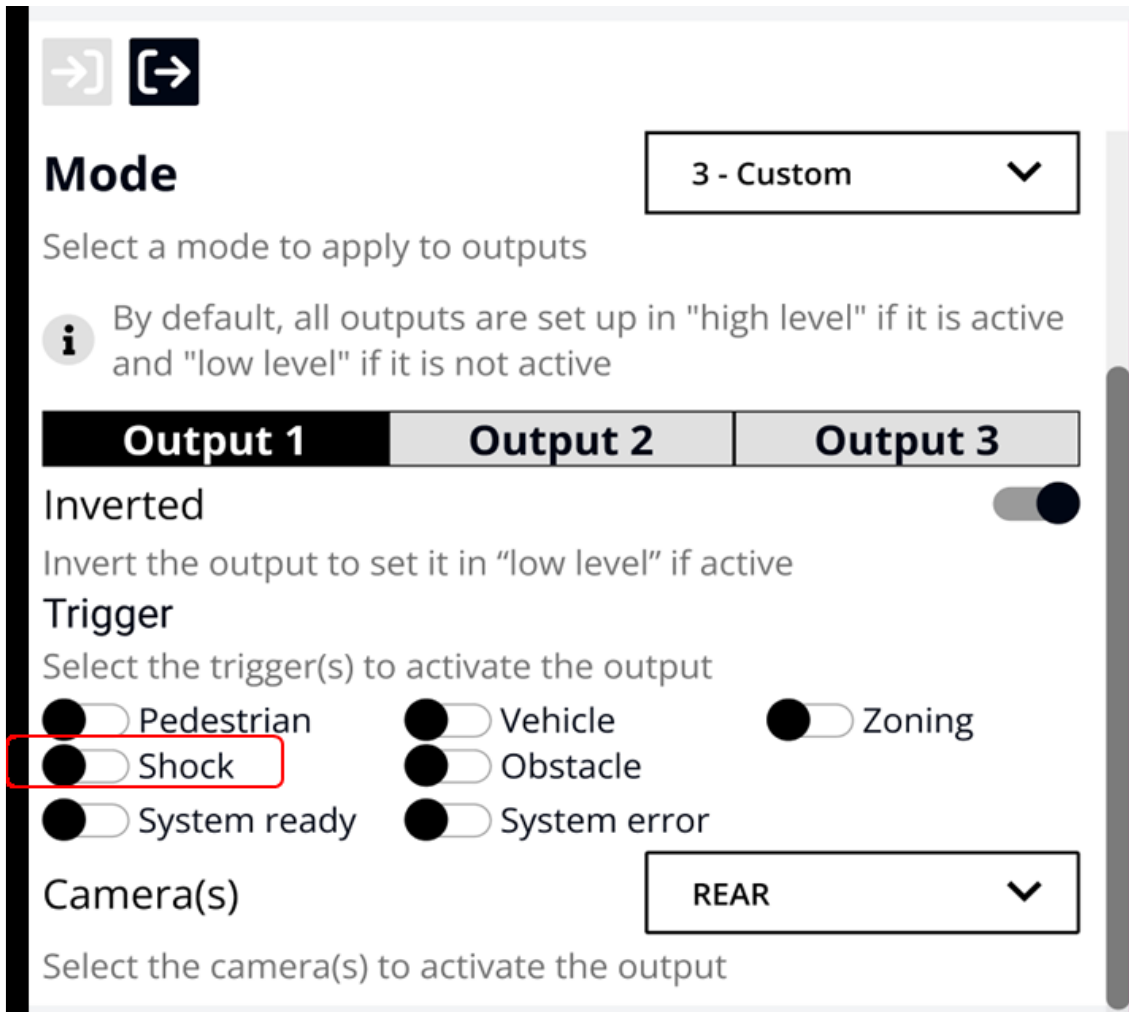 Mode
3 - Custom
Select a mode to apply to outputs
i
By default, all outputs are set up in "high level" if it is active
and "low level" if it is not active
Output 1
Output 2
Output 3
Inverted
Invert the output to set it in “low level” if active
Trigger
Select the trigger(s) to activate the output
Pedestrian
Vehicle
Zoning
Shock
Obstacle
System ready
System error
Camera(s)
REAR
Select the camera(s) to activate the output